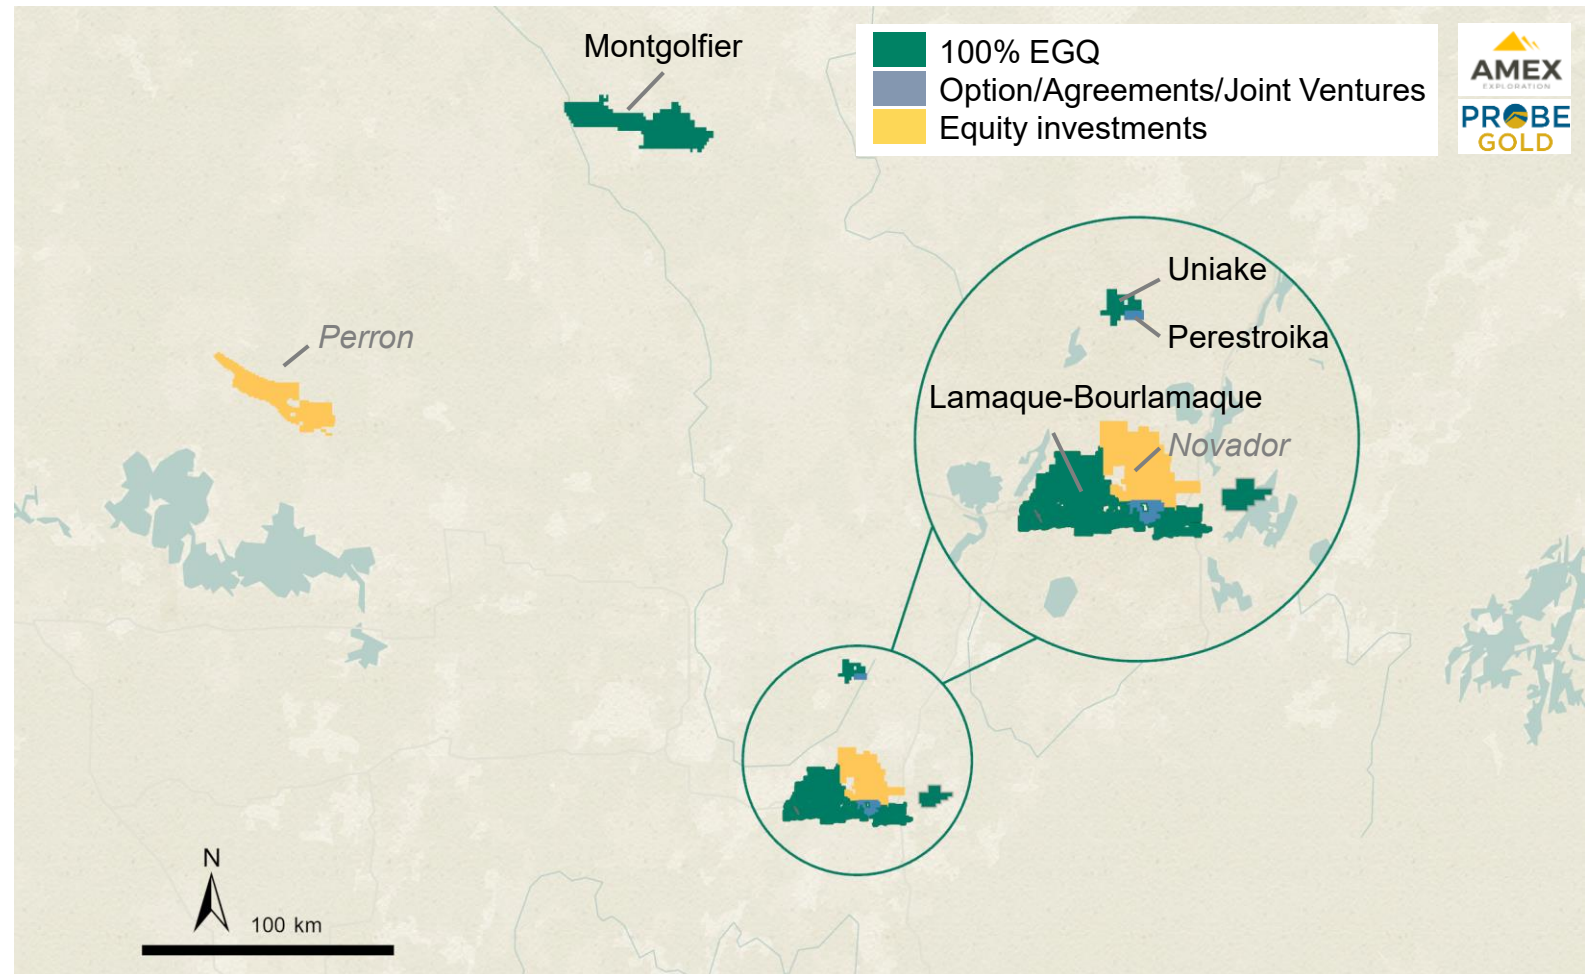 Montgolfier
100% EGQ
Option/Agreements/Joint Ventures
Equity investments
AMEX
EXPLORATION
PROBE
GOLD
Uniake
Perron
Perestroika
Lamaque-Bourlamaque
Novador
N
100 km